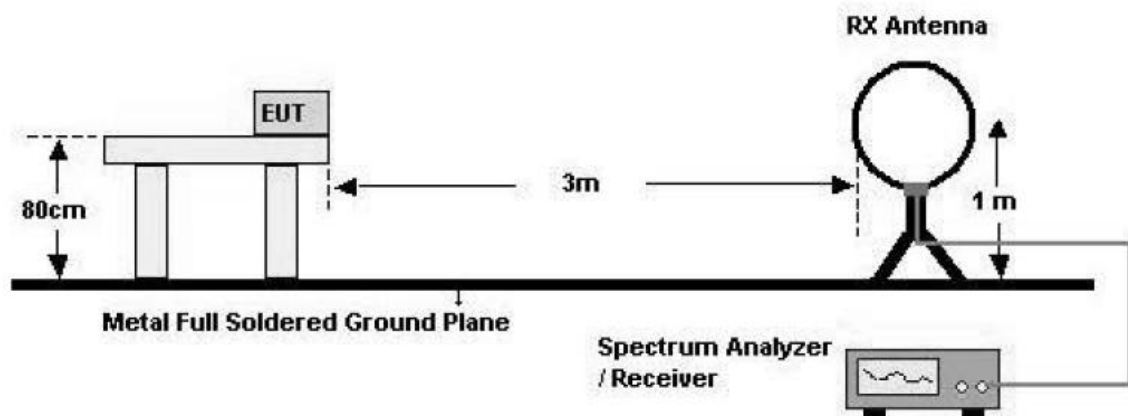 RX Antenna
EUT
3m
80cm
1 m
Metal Full Soldered Ground Plane
Spectrum Analyzer
/ Receiver